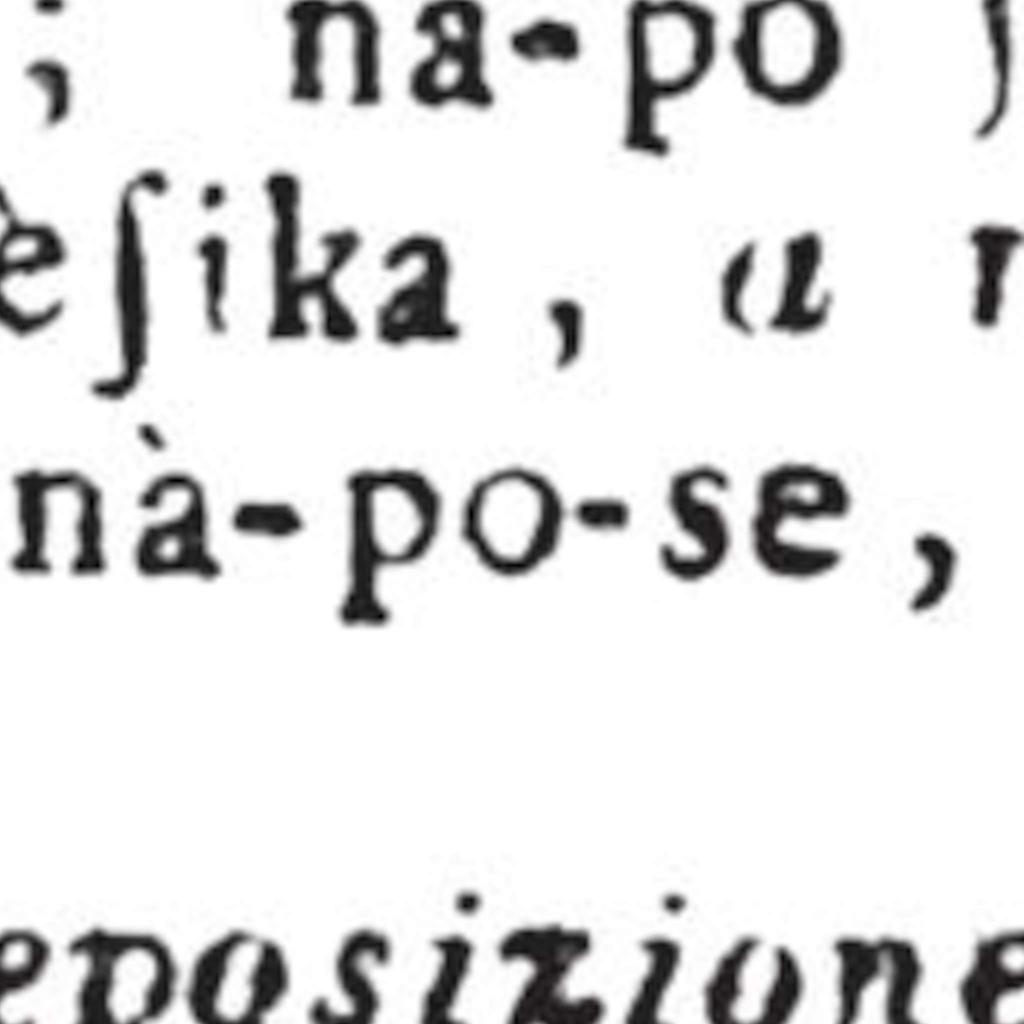 ; na-po
èſika, a
nà-po-se,
eposizione